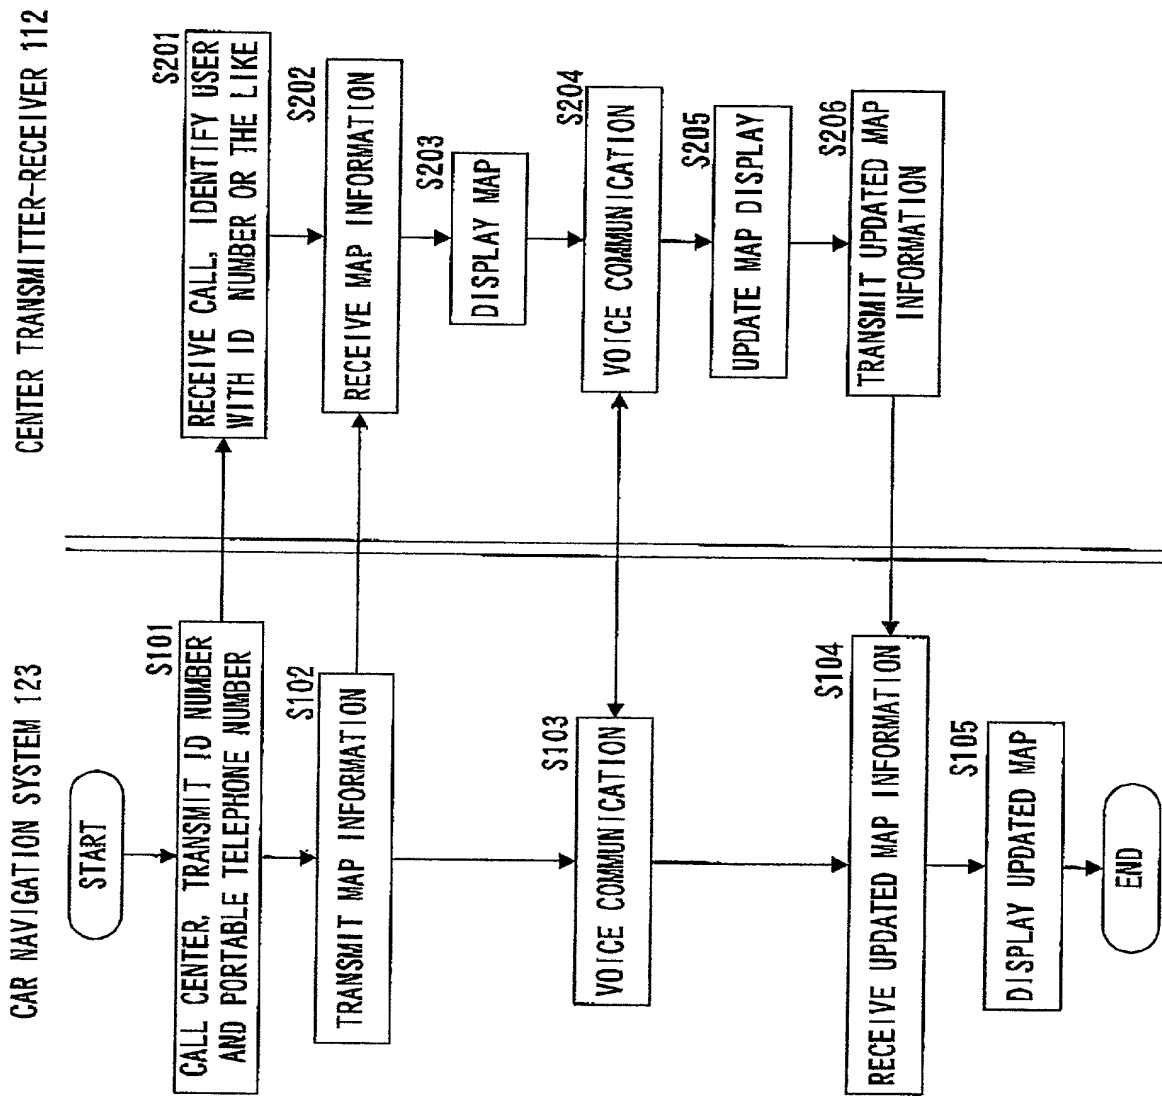 CAR NAVIGATION SYSTEM 123
CENTER TRANSMITTER-RECEIVER 112
START
S101
CALL CENTER, TRANSMIT ID NUMBER
AND PORTABLE TELEPHONE NUMBER
S201
RECEIVE CALL, IDENTIFY USER
WITH ID NUMBER OR THE LIKE
S102
TRANSMIT MAP INFORMATION
S202
RECEIVE MAP INFORMATION
S203
DISPLAY MAP
S103
VOICE COMMUNICATION
S204
VOICE COMMUNICATION
S205
UPDATE MAP DISPLAY
S104
RECEIVE UPDATED MAP INFORMATION
S206
TRANSMIT UPDATED MAP
INFORMATION
S105
DISPLAY UPDATED MAP
END